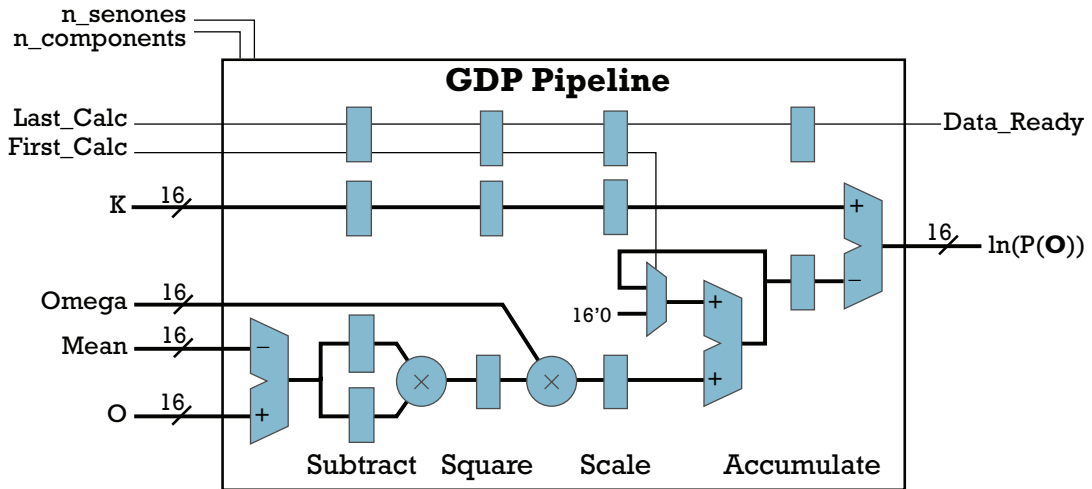 n_senones
n_components
GDP Pipeline
Last_Calc
Data_Ready
First_Calc
K
16
+
16
ln(P(O))
−
Omega
16
16'0
+
Mean
16
−
×
×
+
O
16
+
Subtract
Square
Scale
Accumulate